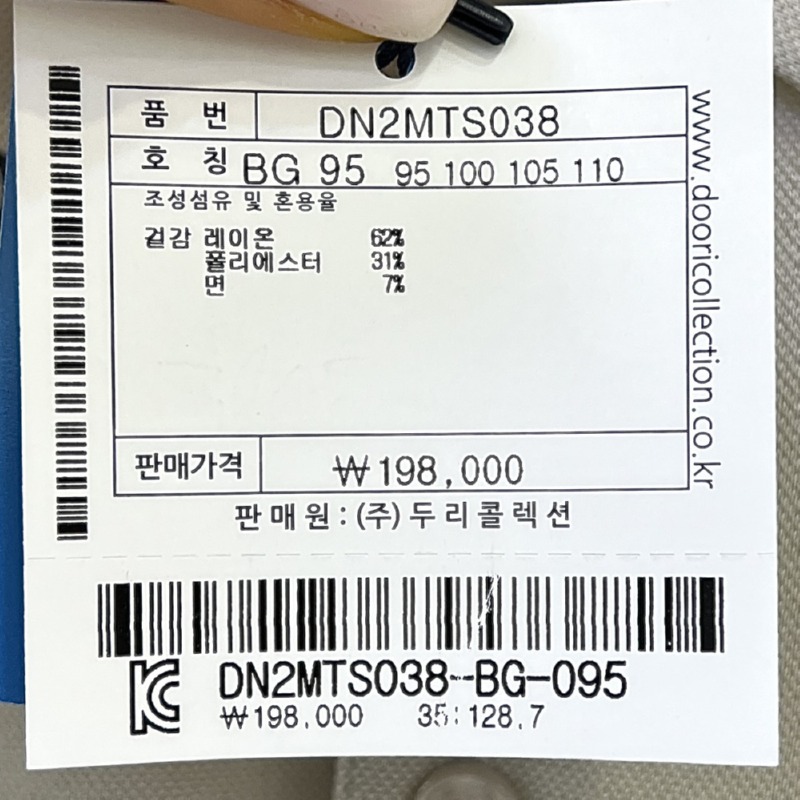 품 번 DN2MTS038
호 칭 BG 95 95 100 105 110
조성섬유 및 혼용율
겉감 레이온 62%
폴리에스터 31%
면 7%
판매가격 ₩198,000
판매원 : (주)두리콜렉션
www.dooricollection.co.kr
DN2MTS038-BG-095
₩198,000 35:128.7